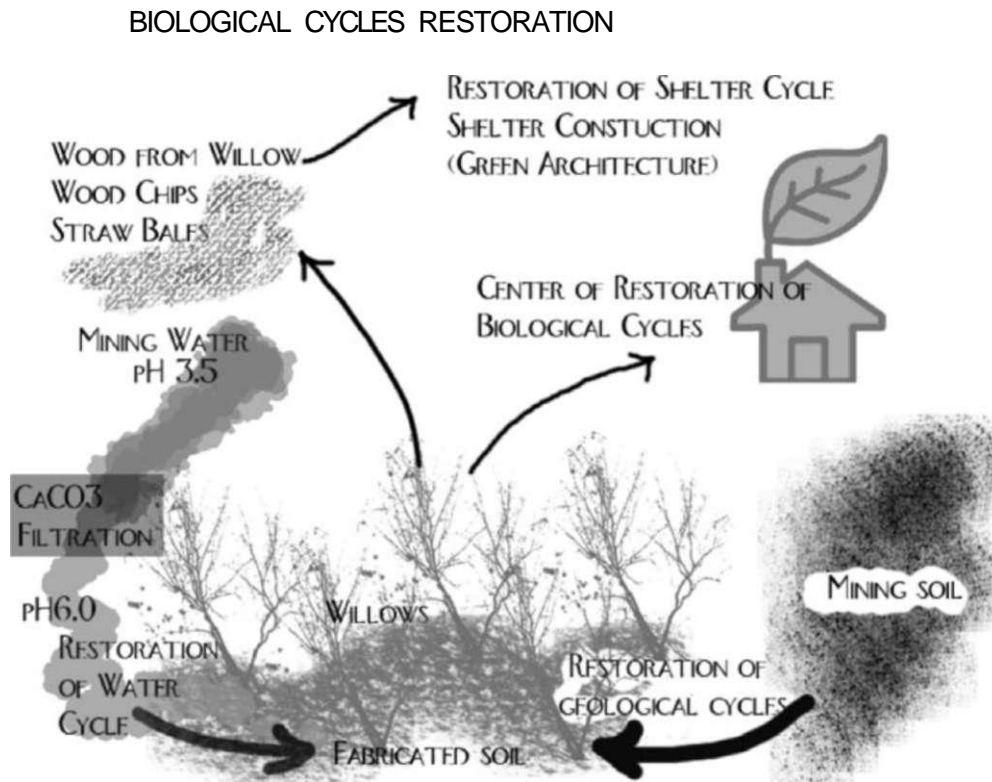 BIOLOGICAL CYCLES RESTORATION
RESTORATION OF SHELTER CYCLE
SHELTER CONSTUCTION
(GREEN ARCHITECTURE)
WOOD FROM WILLOW
WOOD CHIPS
STRAW BALES
CENTER OF RESTORATION OF
BIOLOGICAL CYCLES
MINING WATER
PH 3.5
CACO3
FILTRATION
MINING SOIL
PH6.0
WILLOWS
RESTORATION
OF WATER
CYCLE
RESTORATION OF
GEOLOGICAL CYCLES
FABRICATED SOIL